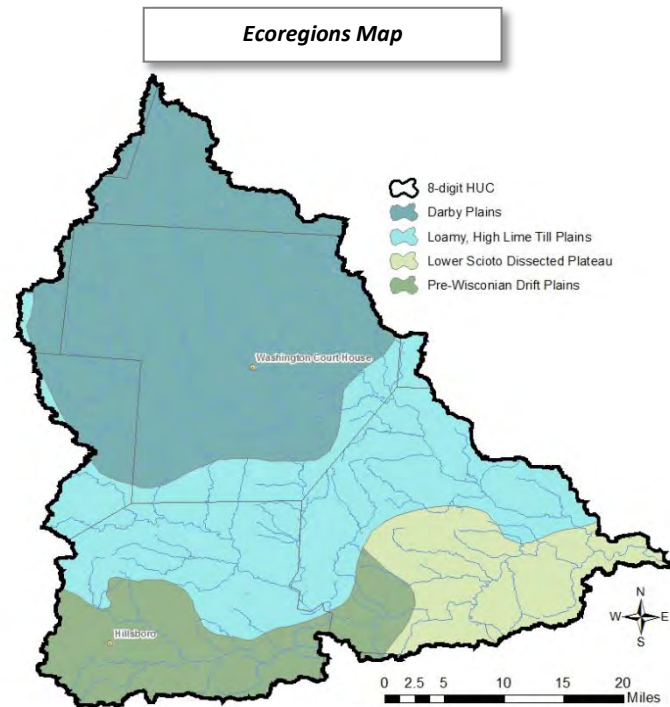 Ecoregions Map
8-digit HUC
Darby Plains
Loamy, High Lime Till Plains
Lower Scioto Dissected Plateau
Pre-Wisconian Drift Plains
Washington Court House
Hillsboro
N
W E
S
0 2.5 5 10 15 20
Miles